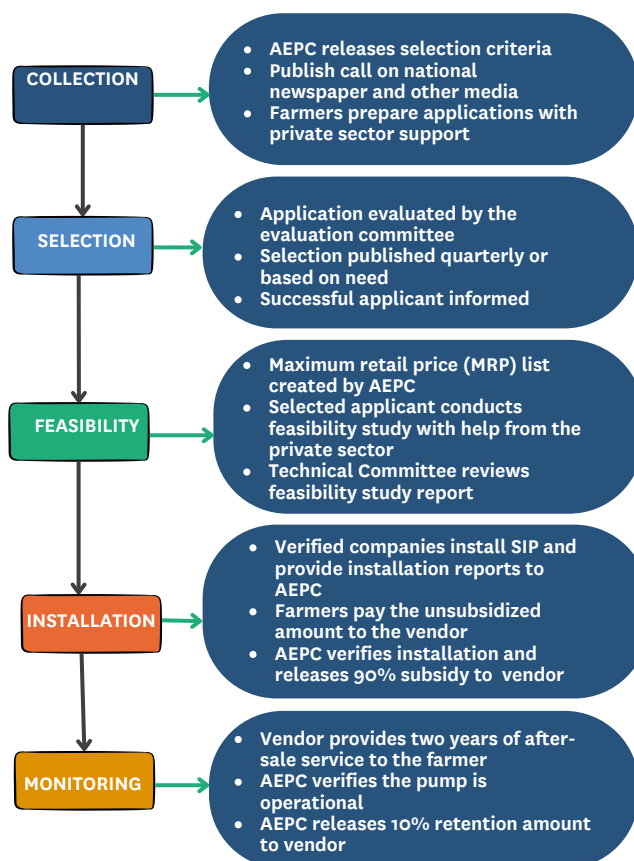 COLLECTION
• AEPC releases selection criteria
• Publish call on national
newspaper and other media
• Farmers prepare applications with
private sector support
SELECTION
• Application evaluated by the
evaluation committee
• Selection published quarterly or
based on need
• Successful applicant informed
FEASIBILITY
• Maximum retail price (MRP) list
created by AEPC
• Selected applicant conducts
feasibility study with help from the
private sector
• Technical Committee reviews
feasibility study report
INSTALLATION
• Verified companies install SIP and
provide installation reports to
AEPC
• Farmers pay the unsubsidized
amount to the vendor
• AEPC verifies installation and
releases 90% subsidy to vendor
MONITORING
• Vendor provides two years of after-
sale service to the farmer
• AEPC verifies the pump is
operational
• AEPC releases 10% retention amount
to vendor